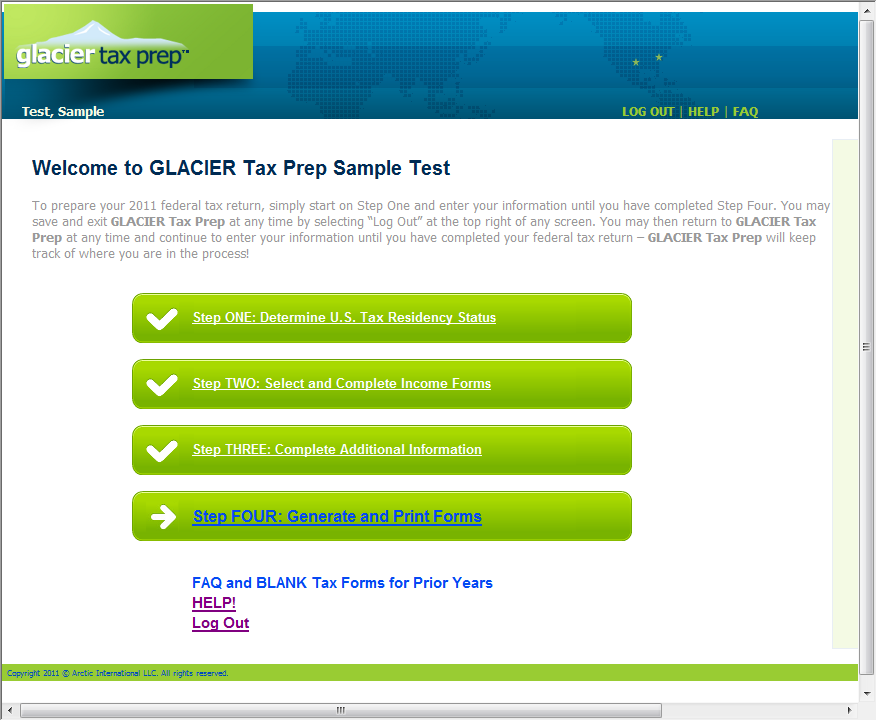 glacier tax prep™
Test, Sample
LOG OUT | HELP | FAQ
Welcome to GLACIER Tax Prep Sample Test
To prepare your 2011 federal tax return, simply start on Step One and enter your information until you have completed Step Four. You may
save and exit GLACIER Tax Prep at any time by selecting “Log Out” at the top right of any screen. You may then return to GLACIER Tax
Prep at any time and continue to enter your information until you have completed your federal tax return – GLACIER Tax Prep will keep
track of where you are in the process!
Step ONE: Determine U.S. Tax Residency Status
Step TWO: Select and Complete Income Forms
Step THREE: Complete Additional Information
Step FOUR: Generate and Print Forms
FAQ and BLANK Tax Forms for Prior Years
HELP!
Log Out
Copyright 2011 @ Arctic International LLC. All rights reserved.